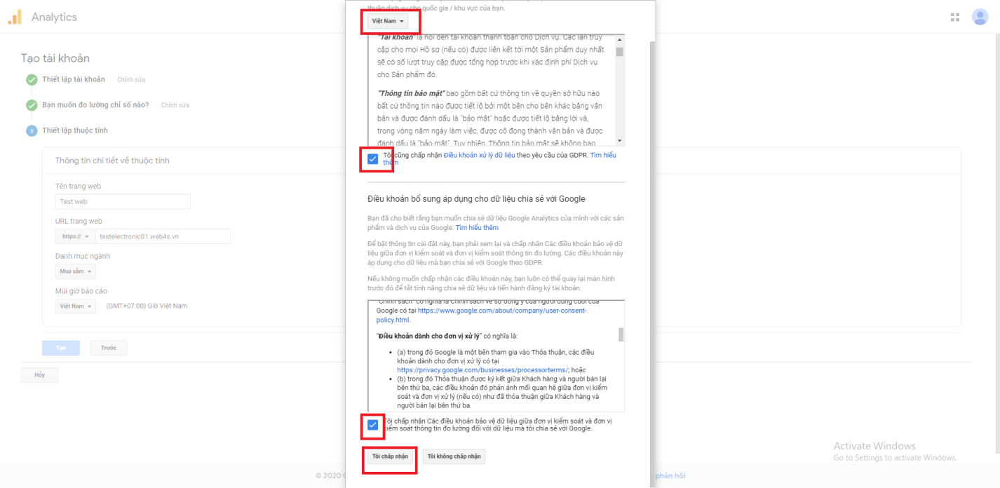 Analytics
Tạo tài khoản
Thiết lập tài khoản Chỉnh sửa
Bạn muốn đo lường chỉ số nào? Chỉnh sửa
3 Thiết lập thuộc tính
Thông tin chi tiết về thuộc tính
Tên trang web
Test web
URL trang web
https:// testelectronic01.web4s.vn
Danh mục ngành
Mua sắm
Múi giờ báo cáo
Việt Nam (GMT+07:00) Giờ Việt Nam
Tạo Trước
Hủy
thuận dịch vụ cho quốc gia / khu vực của bạn.
Việt Nam
"Tài khoản" là nói đến tài khoản thanh toán cho Dịch vụ. Các lần truy
cập cho mọi Hồ sơ (nếu có) được liên kết tới một Sản phẩm duy nhất
sẽ có số lượt truy cập được tổng hợp trước khi xác định phí Dịch vụ
cho Sản phẩm đó.
"Thông tin bảo mật" bao gồm bất cứ thông tin về quyền sở hữu nào
bất cứ thông tin nào được tiết lộ bởi một bên cho bên khác bằng văn
bản và được đánh dấu là "bảo mật" hoặc được tiết lộ bằng lời và,
trong vòng năm ngày làm việc, được cô đọng thành văn bản và được
đánh dấu là "bảo mật". Tuy nhiên, Thông tin bảo mật sẽ không bao
Tôi cũng chấp nhận Điều khoản xử lý dữ liệu theo yêu cầu của GDPR. Tìm hiểu
thêm
Điều khoản bổ sung áp dụng cho dữ liệu chia sẻ với Google
Bạn đã cho biết rằng bạn muốn chia sẻ dữ liệu Google Analytics của mình với các sản
phẩm và dịch vụ của Google. Tìm hiểu thêm
Để bật thông tin cài đặt này, bạn phải xem lại và chấp nhận Các điều khoản bảo vệ dữ
liệu giữa đơn vị kiểm soát và đơn vị kiểm soát thông tin đo lường. Các điều khoản này
áp dụng cho dữ liệu mà bạn chia sẻ với Google theo GDPR.
Nếu không muốn chấp nhận các điều khoản này, bạn luôn có thể quay lại màn hình
trước đó để tắt tính năng chia sẻ dữ liệu và tiến hành đăng ký tài khoản.
"Chính sách" có nghĩa là Chính sách về sự đồng ý của người dùng cuối của
Google có tại https://www.google.com/about/company/user-consent-
policy.html.
"Điều khoản dành cho đơn vị xử lý" có nghĩa là:
• (a) trong đó Google là một bên tham gia vào Thỏa thuận, các điều
khoản dành cho đơn vị xử lý có tại
https://privacy.google.com/businesses/processorterms/; hoặc
• (b) trong đó Thỏa thuận được ký kết giữa Khách hàng và người bán lại
bên thứ ba, các điều khoản đó phản ánh mối quan hệ giữa đơn vị kiểm
soát và đơn vị xử lý (nếu có) như đã thỏa thuận giữa Khách hàng và
người bán lại bên thứ ba.
Tôi chấp nhận Các điều khoản bảo vệ dữ liệu giữa đơn vị kiểm soát và đơn vị
kiểm soát thông tin đo lường đối với dữ liệu mà tôi chia sẻ với Google.
Tôi chấp nhận Tôi không chấp nhận
Activate Windows
Go to Settings to activate Windows.
© 2020 phản hồi